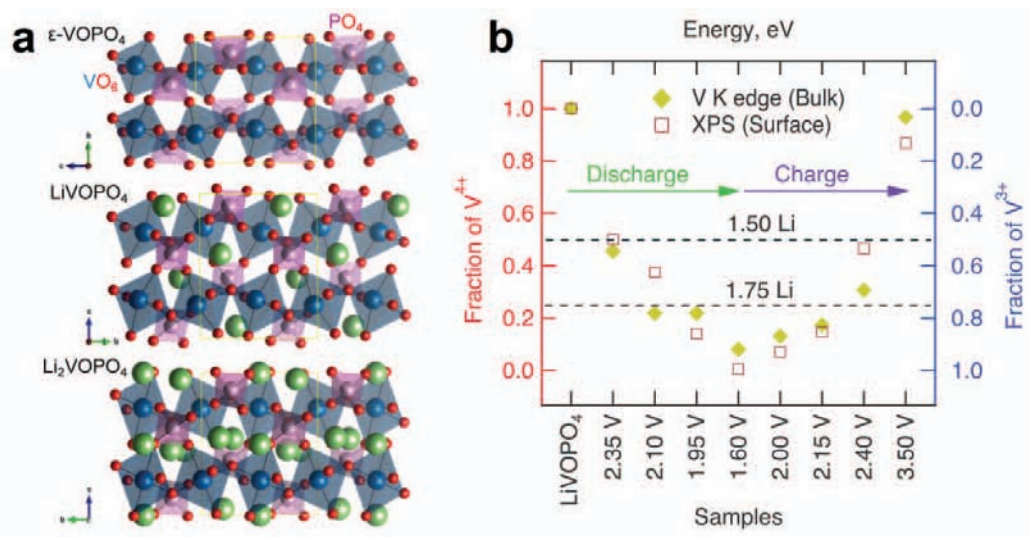 a
ε-VOPO₄
PO₄
VO₆
LiVOPO₄
Li₂VOPO₄
b
Energy, eV
V K edge (Bulk)
XPS (Surface)
Discharge
Charge
1.50 Li
1.75 Li
Fraction of V⁴⁺
1.0
0.8
0.6
0.4
0.2
0.0
Fraction of V³⁺
0.0
0.2
0.4
0.6
0.8
1.0
LiVOPO₄
2.35 V
2.10 V
1.95 V
1.60 V
2.00 V
2.15 V
2.40 V
3.50 V
Samples